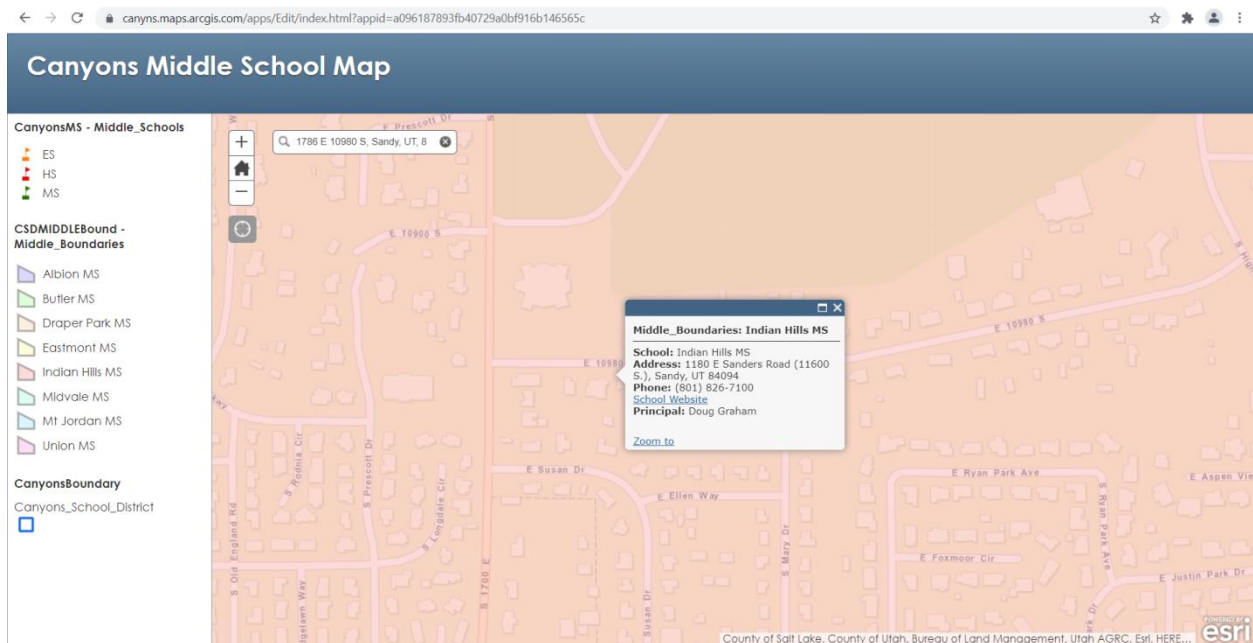 canyns.maps.arcgis.com/apps/Edit/index.html?appid=a096187893fb40729a0bf916b146565c
Canyons Middle School Map
CanyonsMS - Middle_Schools
ES
HS
MS
CSDMIDDLEBound -
Middle_Boundaries
Albion MS
Butler MS
Draper Park MS
Eastmont MS
Indian Hills MS
Midvale MS
Mt Jordan MS
Union MS
CanyonsBoundary
Canyons_School_District
E Prescott Dr
1786 E 10980 S, Sandy, UT, 8
E 10900 S
E 10980 S
E 10980
Middle_Boundaries: Indian Hills MS
School: Indian Hills MS
Address: 1180 E Sanders Road (11600
S.), Sandy, UT 84094
Phone: (801) 826-7100
School Website
Principal: Doug Graham
Zoom to
S Rodnia Cir
S Prescott Dr
S Longdale Cir
E Susan Dr
E Ellen Way
E Ryan Park Ave
E Aspen Vie
S Ryan Park Ave
S Old England Rd
S 1700 E
S Mary Dr
E Foxmoor Cir
E Justin Park Dr
Susan Dr
County of Salt Lake, County of Utah, Bureau of Land Management, Utah AGRC, Esri, HERE...
POWERED BY
esri